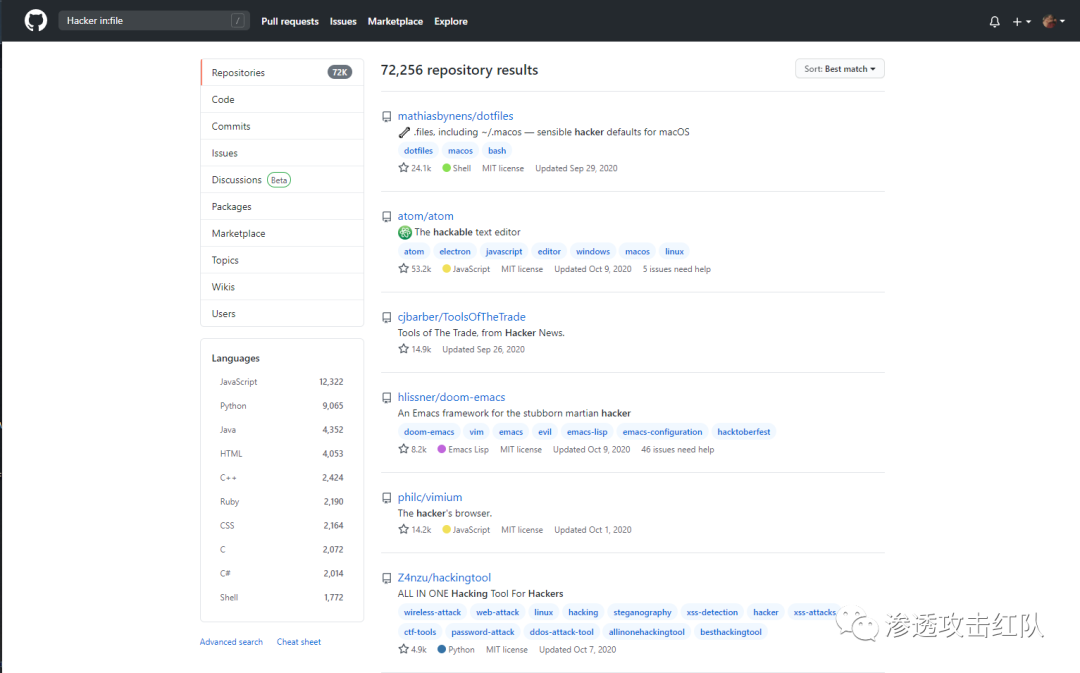 Hacker in:file /
Pull requests Issues Marketplace Explore
Repositories 72K
Code
Commits
Issues
Discussions Beta
Packages
Marketplace
Topics
Wikis
Users
Languages
JavaScript 12,322
Python 9,065
Java 4,352
HTML 4,053
C++ 2,424
Ruby 2,190
CSS 2,164
C 2,072
C# 2,014
Shell 1,772
Advanced search Cheat sheet
72,256 repository results
Sort: Best match
mathiasbynens/dotfiles
.files, including ~/.macos — sensible hacker defaults for macOS
dotfiles macos bash
24.1k Shell MIT license Updated Sep 29, 2020
atom/atom
The hackable text editor
atom electron javascript editor windows macos linux
53.2k JavaScript MIT license Updated Oct 9, 2020 5 issues need help
cjbarber/ToolsOfTheTrade
Tools of The Trade, from Hacker News.
14.9k Updated Sep 26, 2020
hlissner/doom-emacs
An Emacs framework for the stubborn martian hacker
doom-emacs vim emacs evil emacs-lisp emacs-configuration hacktoberfest
8.2k Emacs Lisp MIT license Updated Oct 9, 2020 46 issues need help
philc/vimium
The hacker's browser.
14.2k JavaScript MIT license Updated Oct 1, 2020
Z4nzu/hackingtool
ALL IN ONE Hacking Tool For Hackers
wireless-attack web-attack linux hacking steganography xss-detection hacker xss-attacks
ctf-tools password-attack ddos-attack-tool allinonehackingtool besthackingtool
4.9k Python MIT license Updated Oct 7, 2020
渗透攻击红队